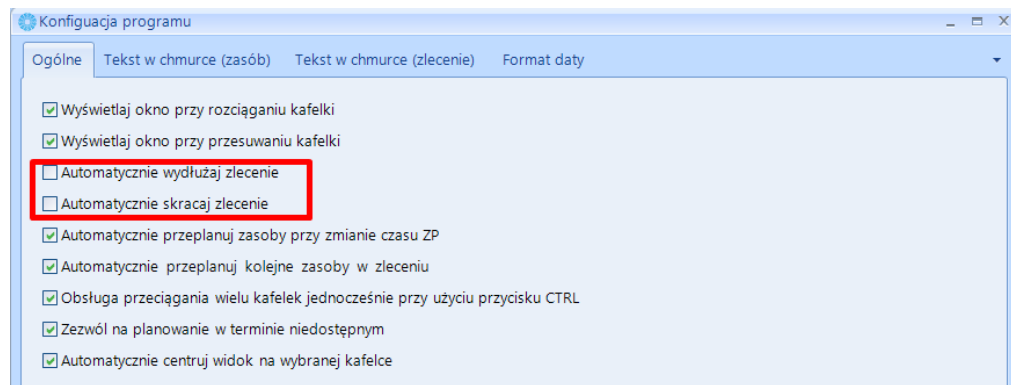 Konfiguacja programu
Ogólne Tekst w chmurce (zasób) Tekst w chmurce (zlecenie) Format daty
Wyświetlaj okno przy rozciąganiu kafelki
Wyświetlaj okno przy przesuwaniu kafelki
Automatycznie wydłużaj zlecenie
Automatycznie skracaj zlecenie
Automatycznie przeplanuj zasoby przy zmianie czasu ZP
Automatycznie przeplanuj kolejne zasoby w zleceniu
Obsługa przeciągania wielu kafelek jednocześnie przy użyciu przycisku CTRL
Zezwól na planowanie w terminie niedostępnym
Automatycznie centruj widok na wybranej kafelce